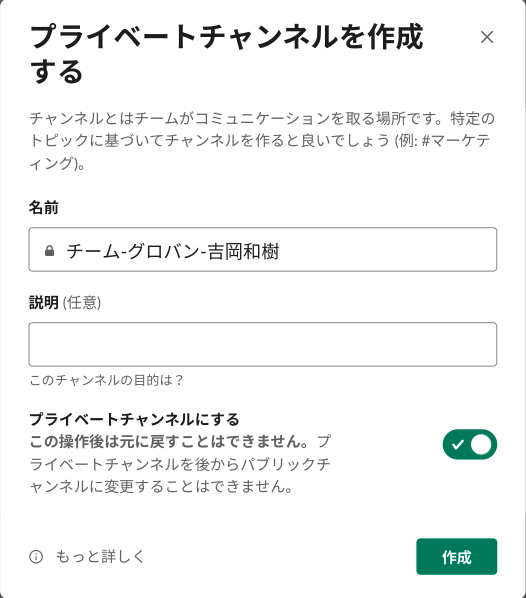 プライベートチャンネルを作成
する
チャンネルとはチームがコミュニケーションを取る場所です。特定の
トピックに基づいてチャンネルを作ると良いでしょう (例: #マーケテ
ィング)。
名前
チーム-グロバン-吉岡和樹
説明 (任意)
このチャンネルの目的は？
プライベートチャンネルにする
この操作後は元に戻すことはできません。プ
ライベートチャンネルを後からパブリックチ
ャンネルに変更することはできません。
もっと詳しく
作成